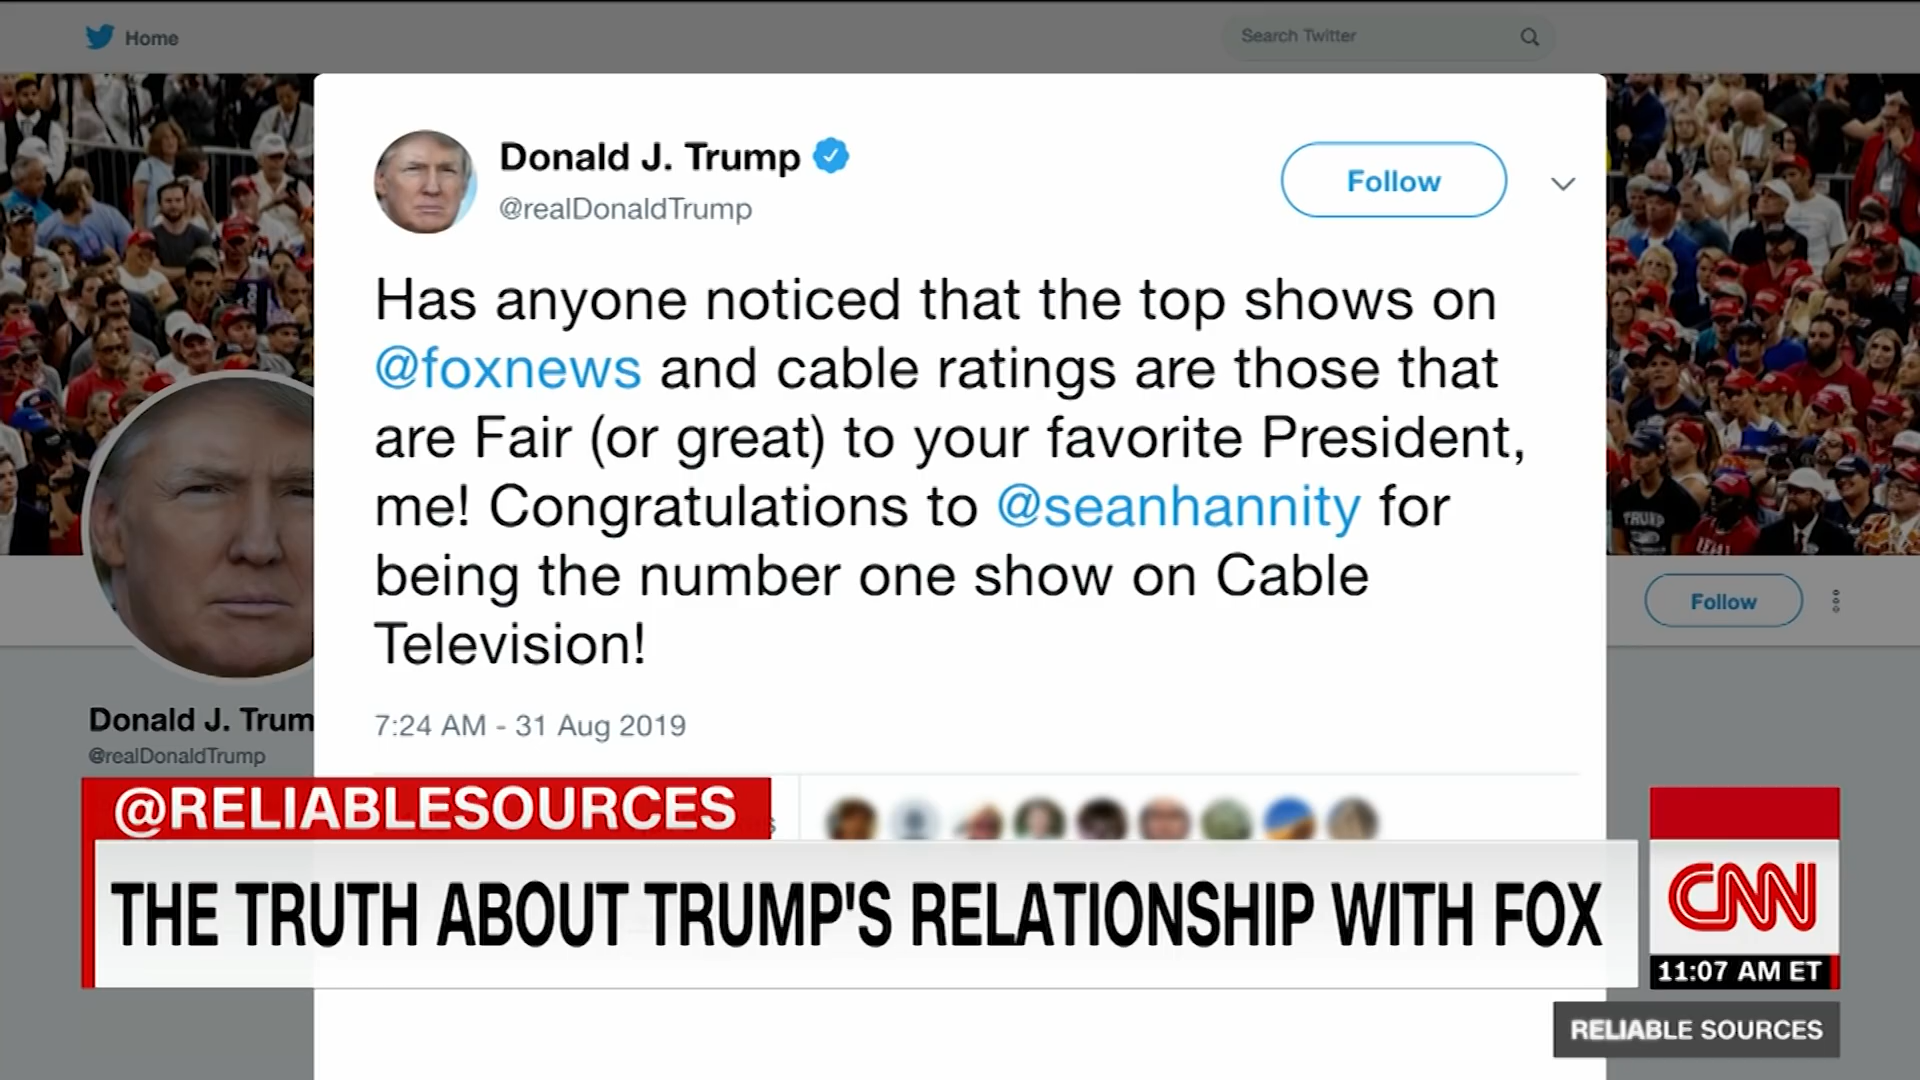 Home
Search Twitter
Donald J. Trump
@realDonaldTrump
Follow
Has anyone noticed that the top shows on
@foxnews and cable ratings are those that
are Fair (or great) to your favorite President,
me! Congratulations to @seanhannity for
being the number one show on Cable
Television!
7:24 AM - 31 Aug 2019
TRUMP
Follow
Donald J. Trum
@realDonaldTrump
@RELIABLESOURCES
THE TRUTH ABOUT TRUMP'S RELATIONSHIP WITH FOX
CNN
11:07 AM ET
RELIABLE SOURCES